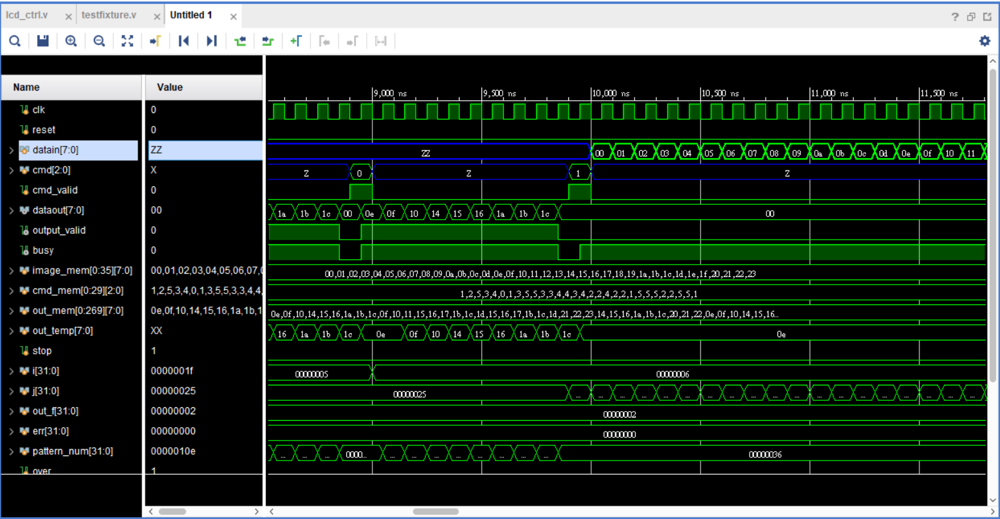 lcd_ctrl.v × testfixture.v × Untitled 1 × ?
Name Value
9,000 ns 9,500 ns 10,000 ns 10,500 ns 11,000 ns 11,500 ns
clk 0
reset 0
datain[7:0] ZZ ZZ 00 01 02 03 04 05 06 07 08 09 0a 0b 0c 0d 0e 0f 10 11
cmd[2:0] X Z 0 Z 1 Z
cmd_valid 0
dataout[7:0] 00 1a 1b 1c 00 0e 0f 10 14 15 16 1a 1b 1c 00
output_valid 0
busy 0
image_mem[0:35][7:0] 00,01,02,03,04,05,06,07,0 00,01,02,03,04,05,06,07,08,09,0a,0b,0c,0d,0e,0f,10,11,12,13,14,15,16,17,18,19,1a,1b,1c,1d,1e,1f,20,21,22,23
cmd_mem[0:29][2:0] 1,2,5,3,4,0,1,3,5,5,3,3,4,4, 1,2,5,3,4,0,1,3,5,5,3,3,4,4,3,4,2,2,4,2,2,1,5,5,5,2,2,5,5,1
out_mem[0:269][7:0] 0e,0f,10,14,15,16,1a,1b,1 0e,0f,10,14,15,16,1a,1b,1c,0f,10,11,15,16,17,1b,1c,1d,15,16,17,1b,1c,1d,21,22,23,14,15,16,1a,1b,1c,20,21,22,0e,0f,10,14,15,16...
out_temp[7:0] XX 16 1a 1b 1c 0e 0f 10 14 15 16 1a 1b 1c 0e
stop 1
i[31:0] 0000001f 00000005 00000006
j[31:0] 00000025 00000025 ... ... ... ... ... ... ... ... ... ... ... ... ... ... ... ... ... ... ...
out_f[31:0] 00000002 00000002
err[31:0] 00000000 00000000
pattern_num[31:0] 0000010e ... ... ... 0000... ... ... ... ... ... ... ... ... 00000036
over 1